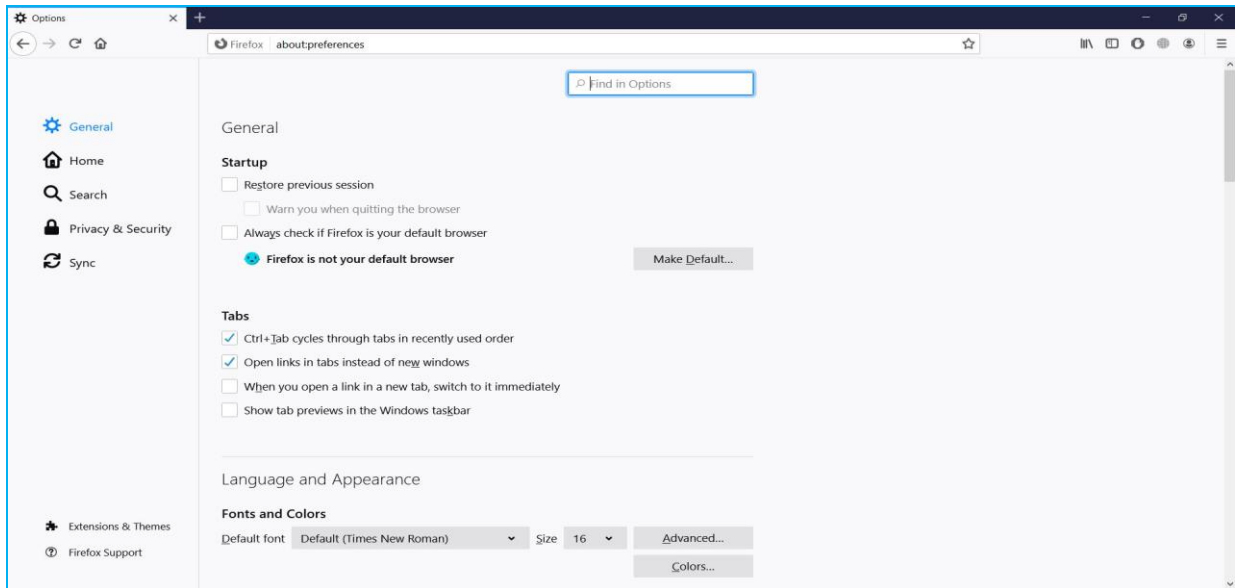 Options
Firefox about:preferences
Find in Options
General
Home
Search
Privacy & Security
Sync
Extensions & Themes
Firefox Support
General
Startup
Restore previous session
Warn you when quitting the browser
Always check if Firefox is your default browser
Firefox is not your default browser Make Default...
Tabs
Ctrl+Tab cycles through tabs in recently used order
Open links in tabs instead of new windows
When you open a link in a new tab, switch to it immediately
Show tab previews in the Windows taskbar
Language and Appearance
Fonts and Colors
Default font Default (Times New Roman) Size 16 Advanced...
Colors...